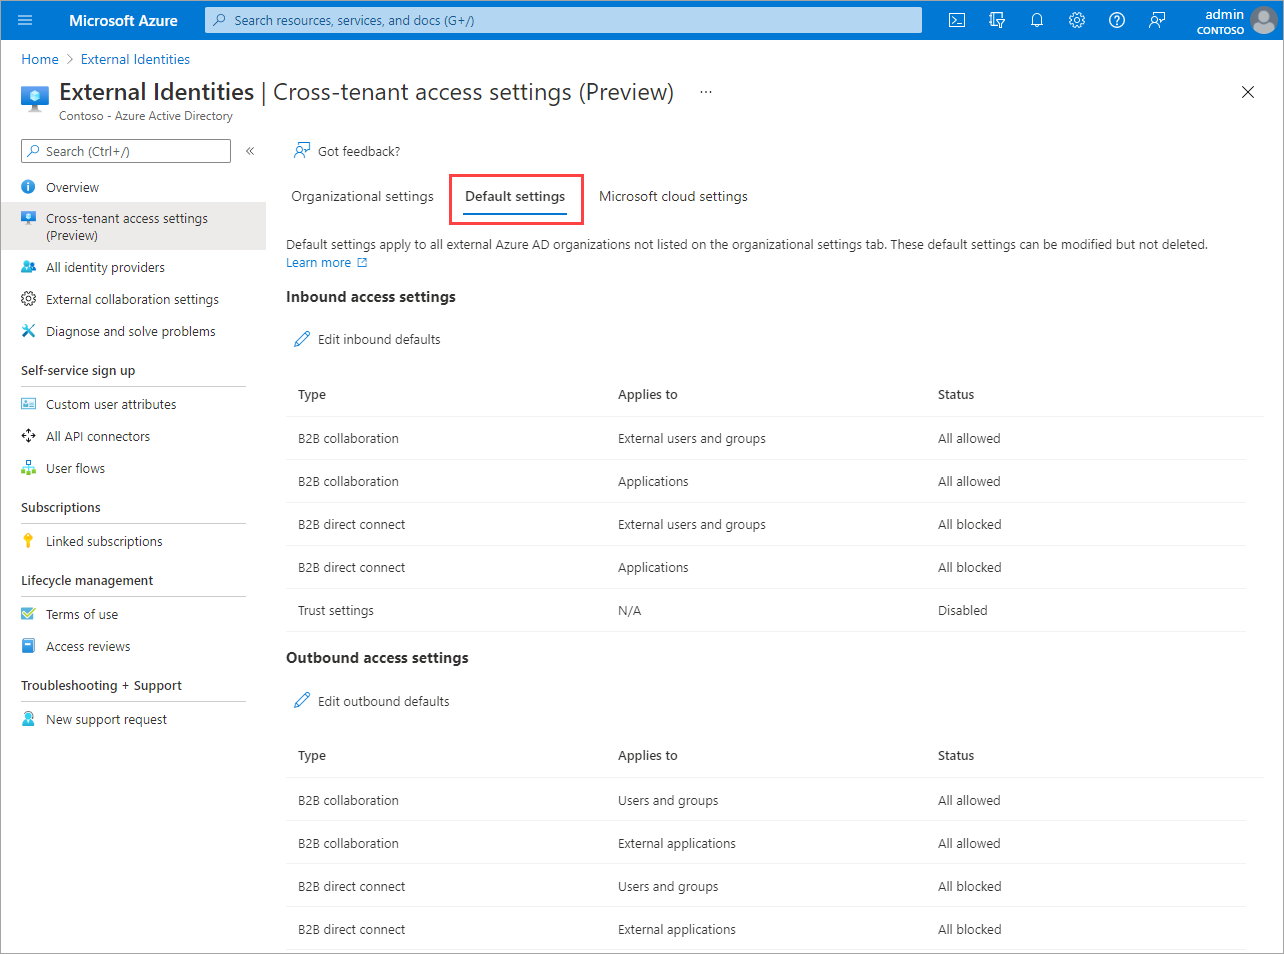 Microsoft Azure
Search resources, services, and docs (G+/)
admin
CONTOSO
Home > External Identities
External Identities | Cross-tenant access settings (Preview) ...
Contoso - Azure Active Directory
Search (Ctrl+/) «
Overview
Cross-tenant access settings
(Preview)
All identity providers
External collaboration settings
Diagnose and solve problems
Self-service sign up
Custom user attributes
All API connectors
User flows
Subscriptions
Linked subscriptions
Lifecycle management
Terms of use
Access reviews
Troubleshooting + Support
New support request
Got feedback?
Organizational settings Default settings Microsoft cloud settings
Default settings apply to all external Azure AD organizations not listed on the organizational settings tab. These default settings can be modified but not deleted.
Learn more
Inbound access settings
Edit inbound defaults
Type Applies to Status
B2B collaboration External users and groups All allowed
B2B collaboration Applications All allowed
B2B direct connect External users and groups All blocked
B2B direct connect Applications All blocked
Trust settings N/A Disabled
Outbound access settings
Edit outbound defaults
Type Applies to Status
B2B collaboration Users and groups All allowed
B2B collaboration External applications All allowed
B2B direct connect Users and groups All blocked
B2B direct connect External applications All blocked